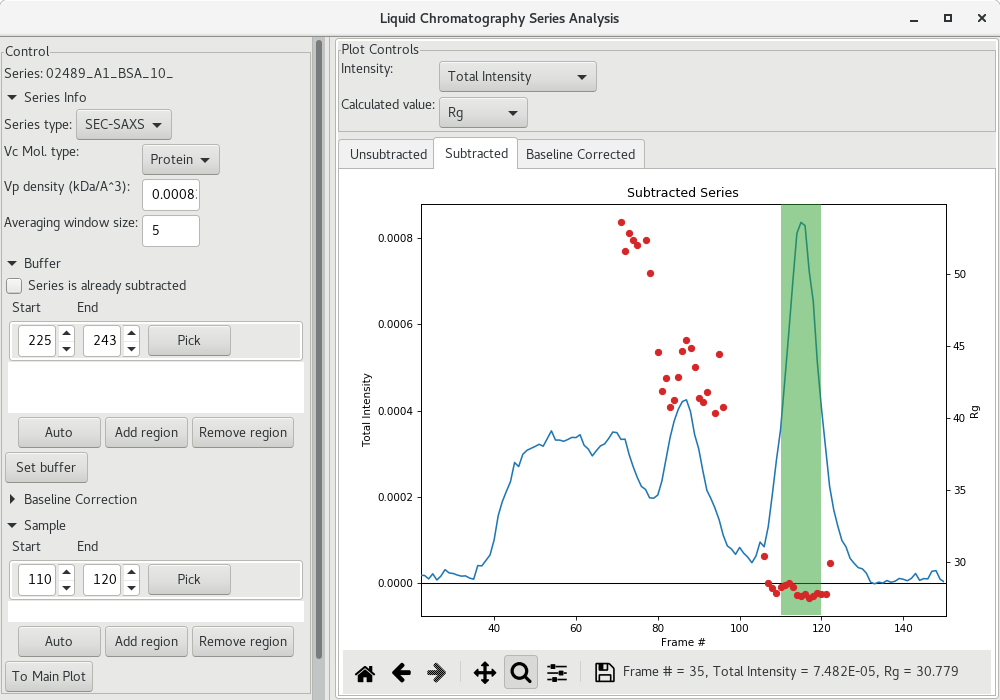 Liquid Chromatography Series Analysis
Control
Series: 02489_A1_BSA_10_
Series Info
Series type: SEC-SAXS
Vc Mol. type: Protein
Vp density (kDa/A^3): 0.0008
Averaging window size: 5
Buffer
Series is already subtracted
Start End
225 243 Pick
Auto Add region Remove region
Set buffer
Baseline Correction
Sample
Start End
110 120 Pick
Auto Add region Remove region
To Main Plot
Plot Controls
Intensity: Total Intensity
Calculated value: Rg
Unsubtracted Subtracted Baseline Corrected
Subtracted Series
Total Intensity
0.0008
0.0006
0.0004
0.0002
0.0000
50
45
40
35
30
Rg
40 60 80 100 120 140
Frame #
Frame # = 35, Total Intensity = 7.482E-05, Rg = 30.779